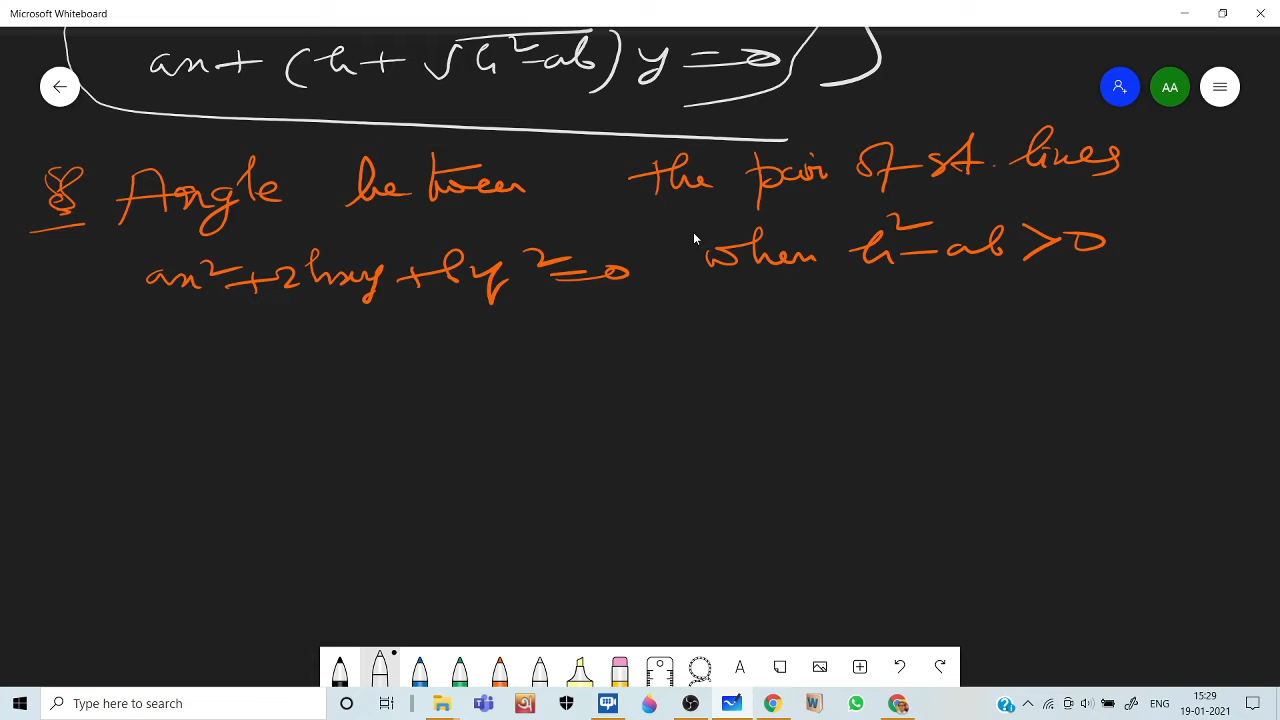 Microsoft Whiteboard
ax + (h + √h²-ab) y = 0
AA
§ Angle between the pair of st. lines
ax² + 2hxy + by² = 0 when h² - ab > 0
A
Type here to search
ENG
15:29
19-01-2021